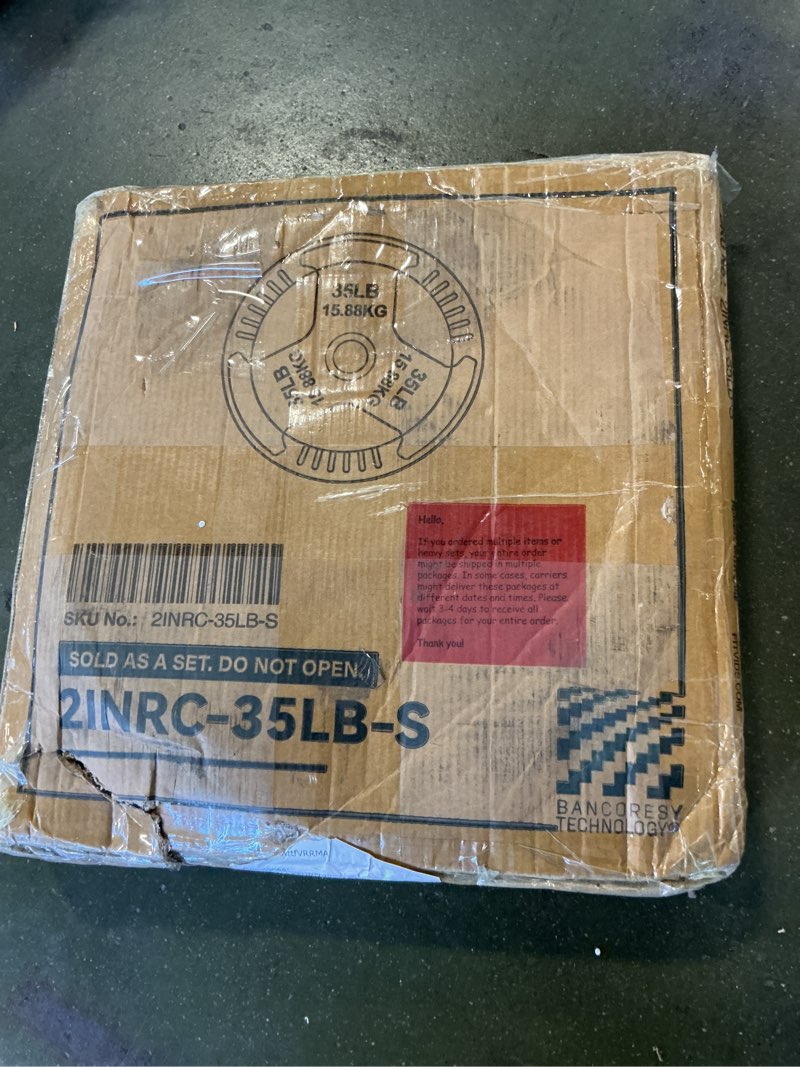 35LB
15.88KG
35LB
15.88KG
35LB
15.88KG
Hello,
If you ordered multiple items or
heavy sets, your entire order
might be shipped in multiple
packages. In some cases, carriers
might deliver these packages at
different dates and times. Please
wait 3-4 days to receive all
packages for your entire order.
Thank you!
SKU No.: 2INRC-35LB-S
SOLD AS A SET. DO NOT OPEN.
2INRC-35LB-S
BANCORESY
TECHNOLOGY®
2INRC-35LB